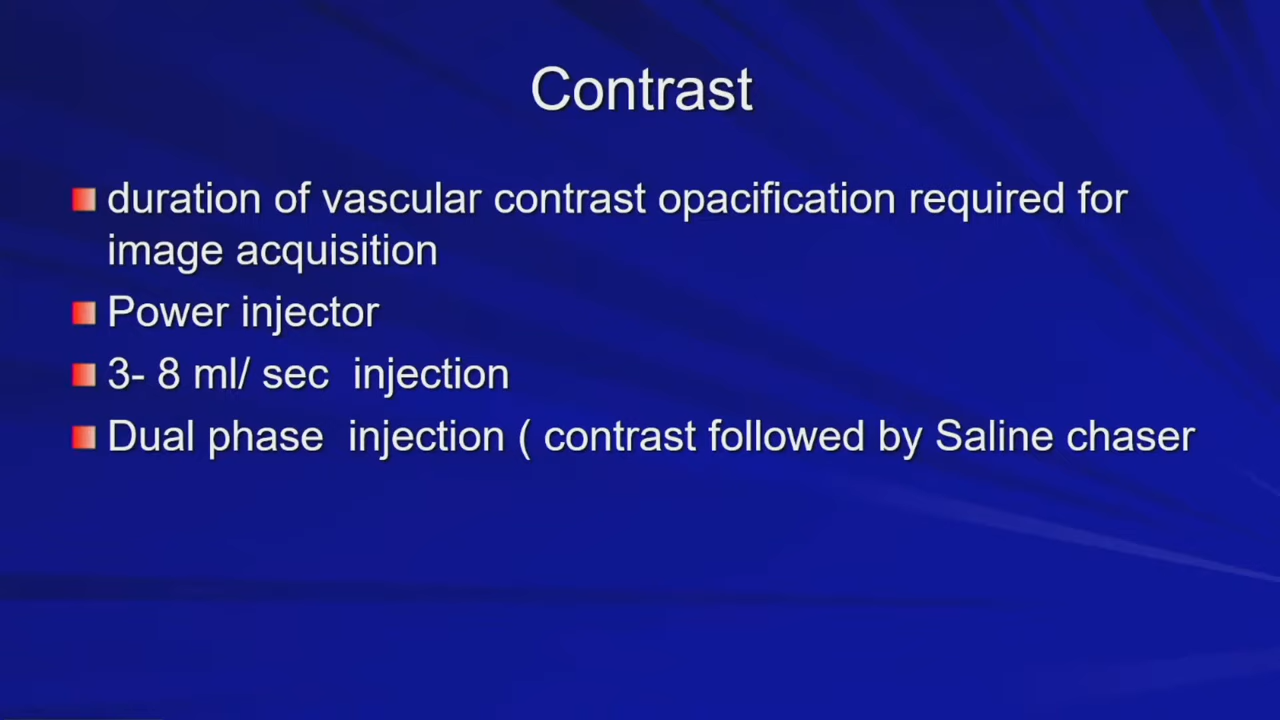 Contrast
duration of vascular contrast opacification required for
image acquisition
Power injector
3- 8 ml/ sec  injection
Dual phase  injection ( contrast followed by Saline chaser